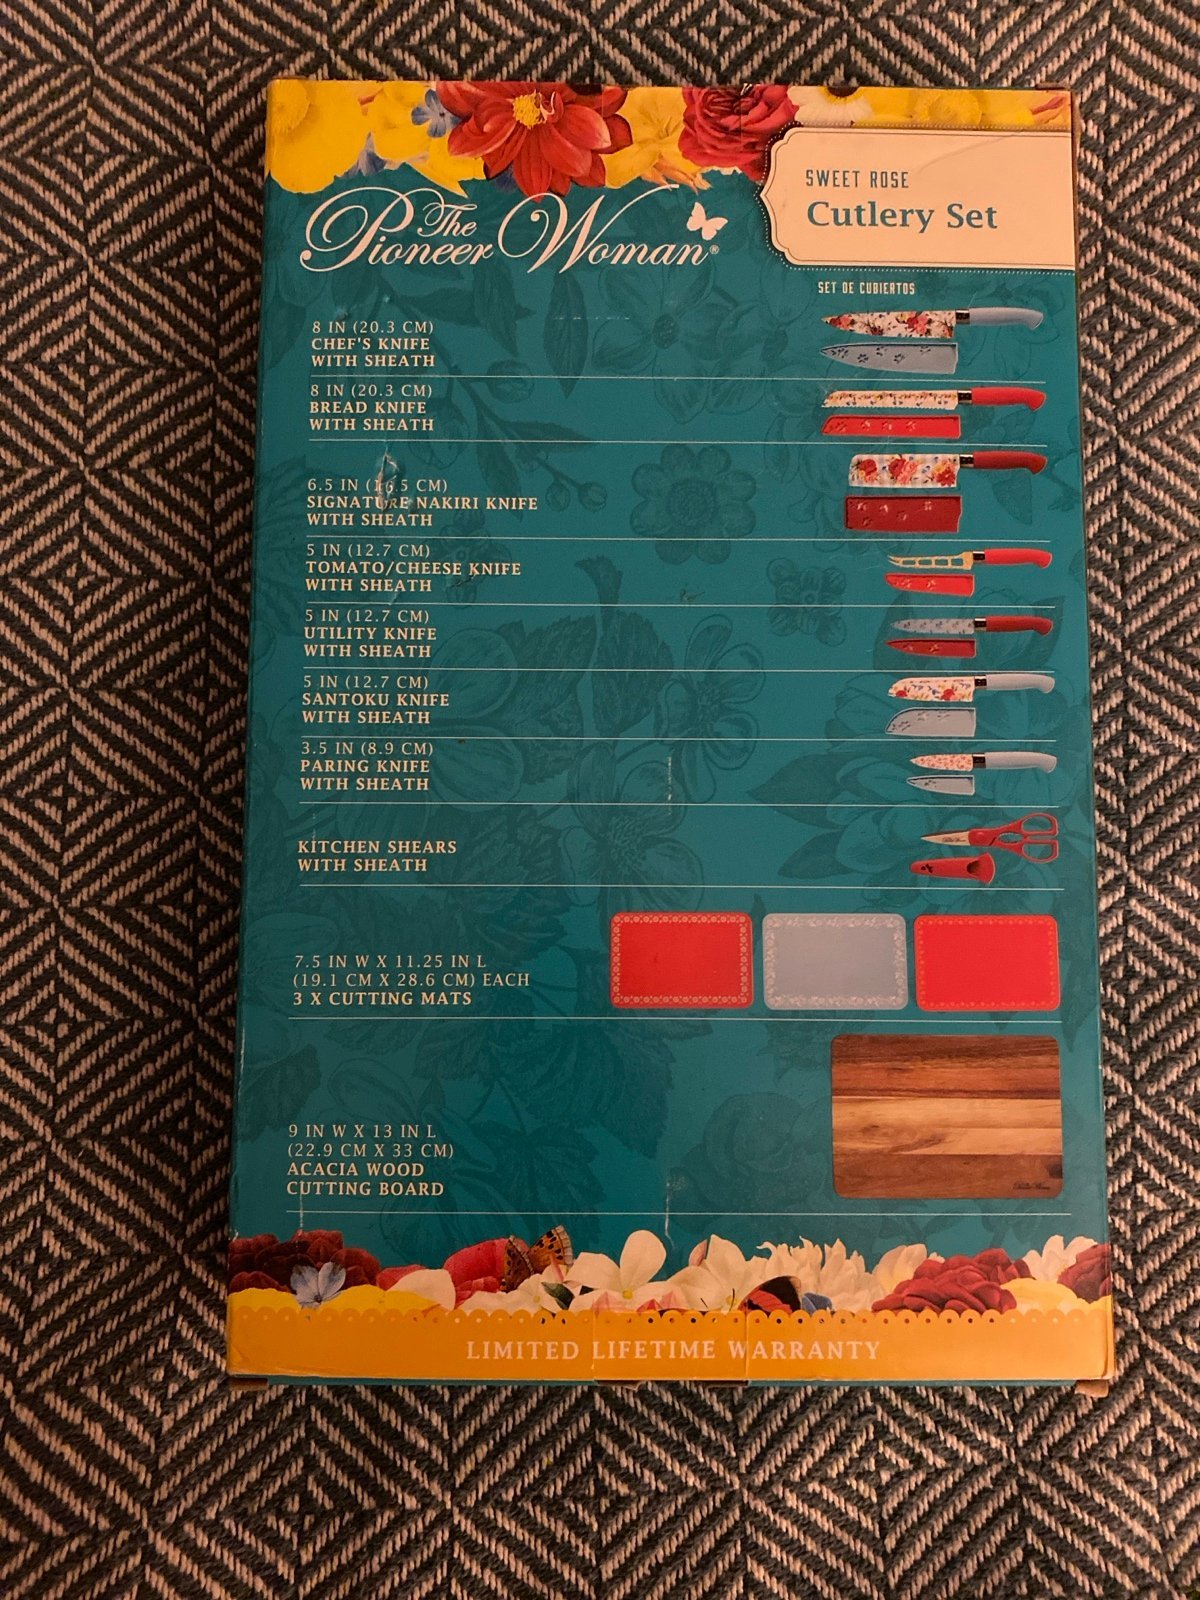 The
Pioneer Woman®
SWEET ROSE
Cutlery Set
SET DE CUBIERTOS
8 IN (20.3 CM)
CHEF'S KNIFE
WITH SHEATH
8 IN (20.3 CM)
BREAD KNIFE
WITH SHEATH
6.5 IN (16.5 CM)
SIGNATURE NAKIRI KNIFE
WITH SHEATH
5 IN (12.7 CM)
TOMATO/CHEESE KNIFE
WITH SHEATH
5 IN (12.7 CM)
UTILITY KNIFE
WITH SHEATH
5 IN (12.7 CM)
SANTOKU KNIFE
WITH SHEATH
3.5 IN (8.9 CM)
PARING KNIFE
WITH SHEATH
KITCHEN SHEARS
WITH SHEATH
7.5 IN W X 11.25 IN L
(19.1 CM X 28.6 CM) EACH
3 X CUTTING MATS
9 IN W X 13 IN L
(22.9 CM X 33 CM)
ACACIA WOOD
CUTTING BOARD
LIMITED LIFETIME WARRANTY